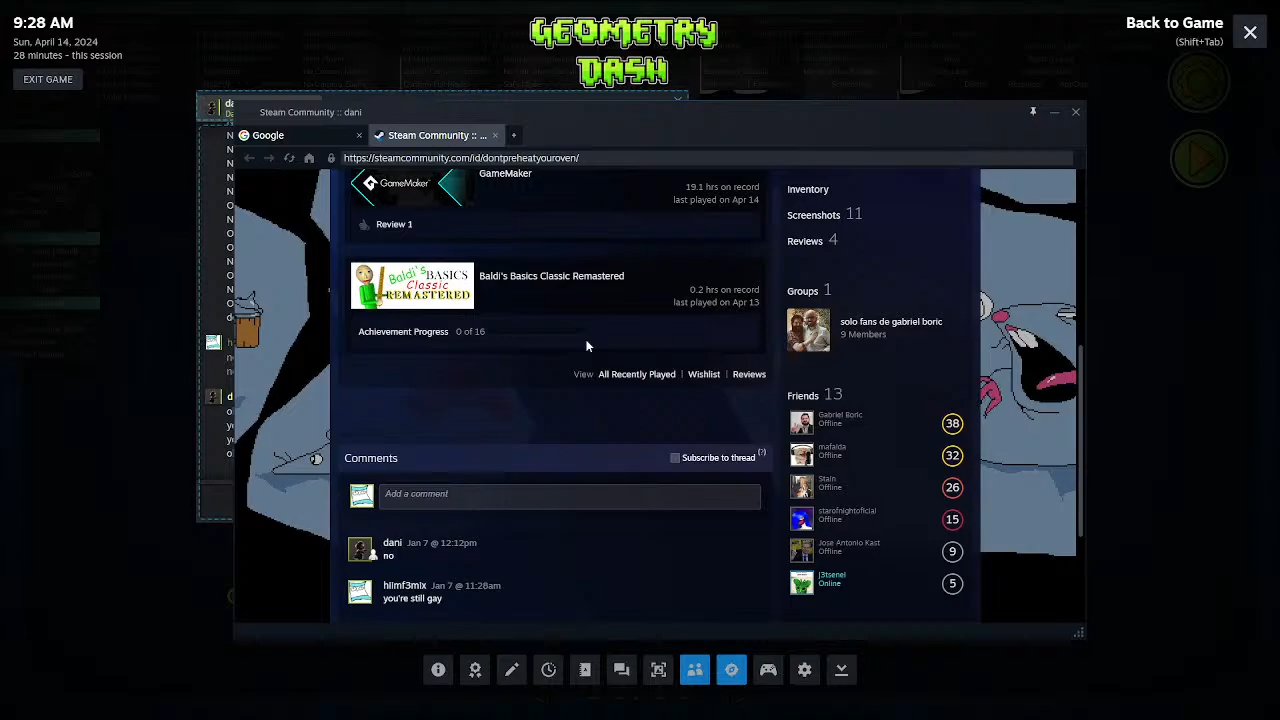 9:28 AM
Sun, April 14, 2024
28 minutes - this session
EXIT GAME
GEOMETRY
DASH
Back to Game
(Shift+Tab)
Steam Community :: dani
Google
Steam Community :: ...
https://steamcommunity.com/id/dontpreheatyouroven/
GameMaker
GameMaker
19.1 hrs on record
last played on Apr 14
Review 1
Baldi's BASICS
Classic
REMASTERED
Baldi's Basics Classic Remastered
0.2 hrs on record
last played on Apr 13
Achievement Progress 0 of 16
View All Recently Played | Wishlist | Reviews
Comments
Subscribe to thread (?)
Add a comment
dani Jan 7 @ 12:12pm
no
hiimf3mix Jan 7 @ 11:28am
you're still gay
Inventory
Screenshots 11
Reviews 4
Groups 1
solo fans de gabriel boric
9 Members
Friends 13
Gabriel Boric
Offline
38
mafalda
Offline
32
Stain
Offline
26
starofnightoficial
Offline
15
Jose Antonio Kast
Offline
9
j3tsenel
Online
5